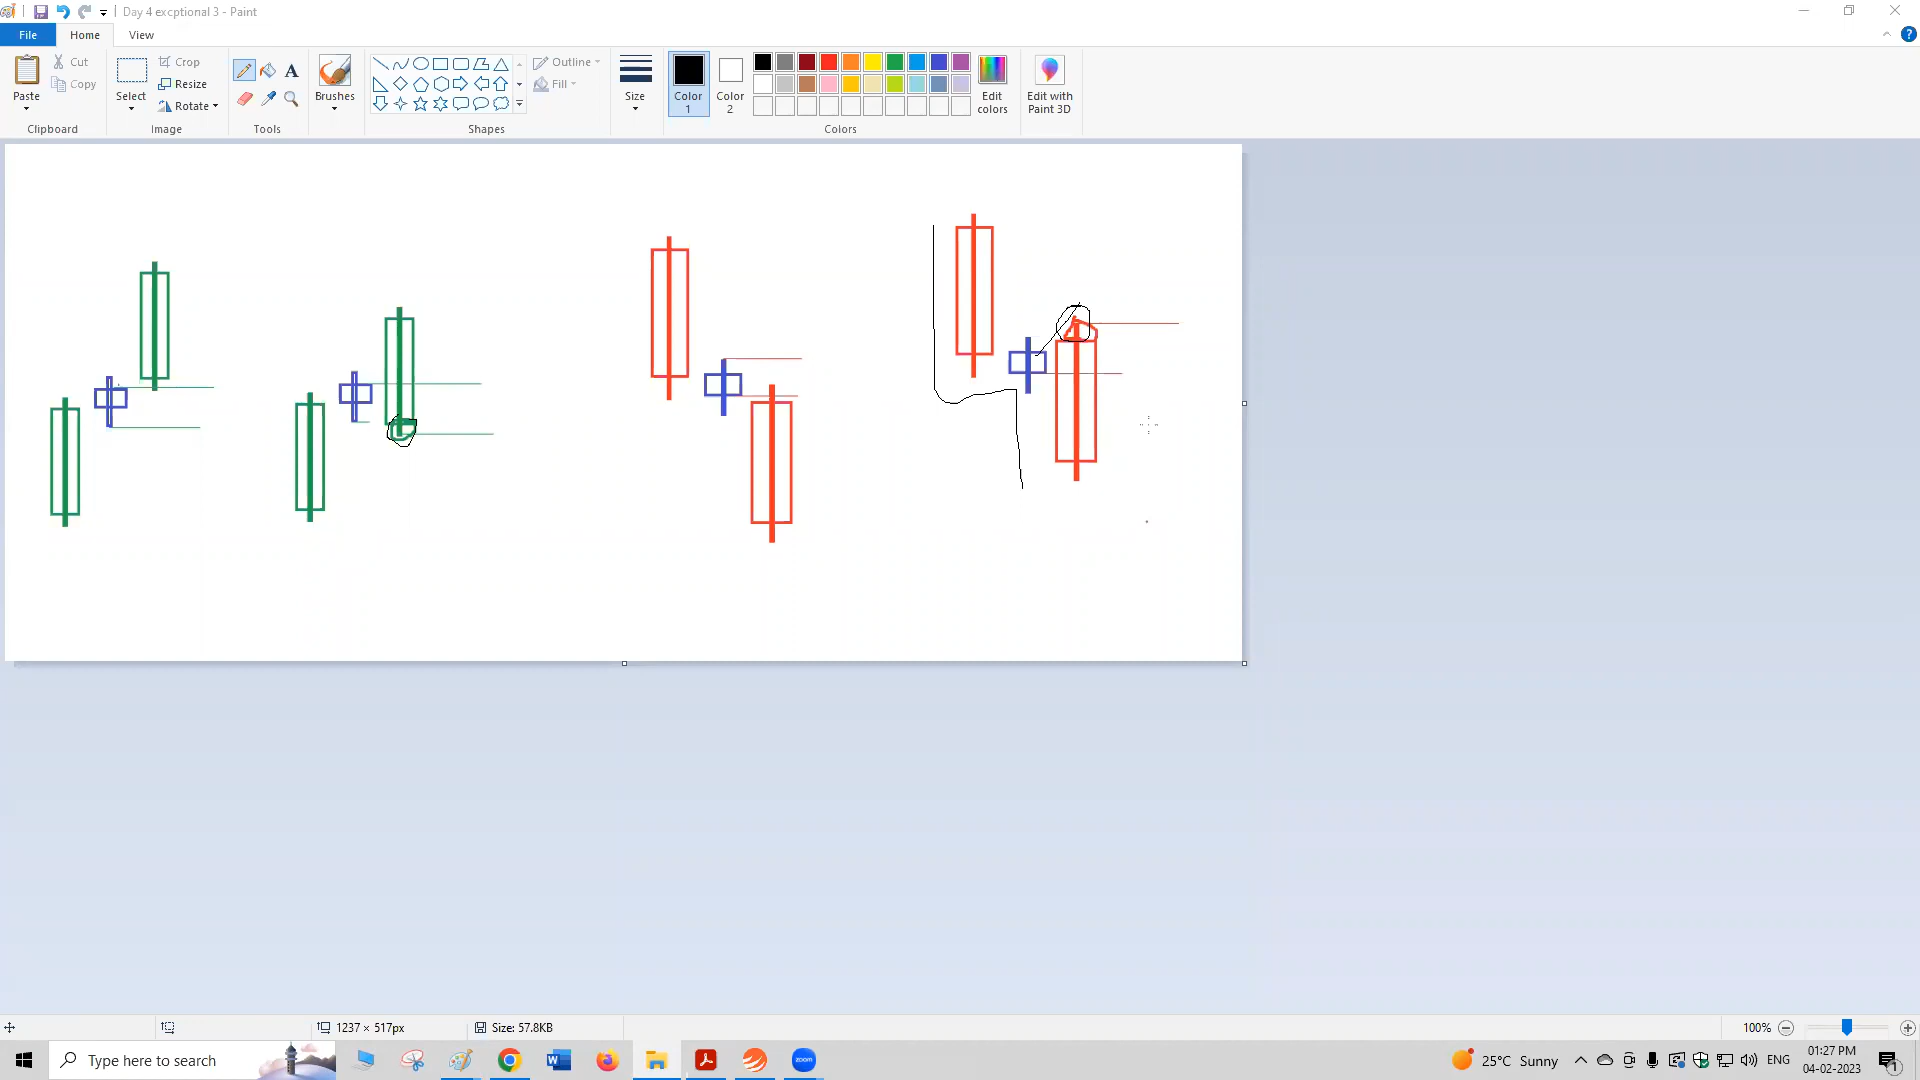 Day 4 excptional 3 - Paint
File Home View
Paste
Cut
Copy
Clipboard
Select
Crop
Resize
Rotate
Image
Tools
Brushes
Shapes
Outline
Fill
Size
Color 1
Color 2
Colors
Edit colors
Edit with Paint 3D
1237 × 517px
Size: 57.8KB
100%
Type here to search
zoom
25°C Sunny
ENG
01:27 PM
04-02-2023
1